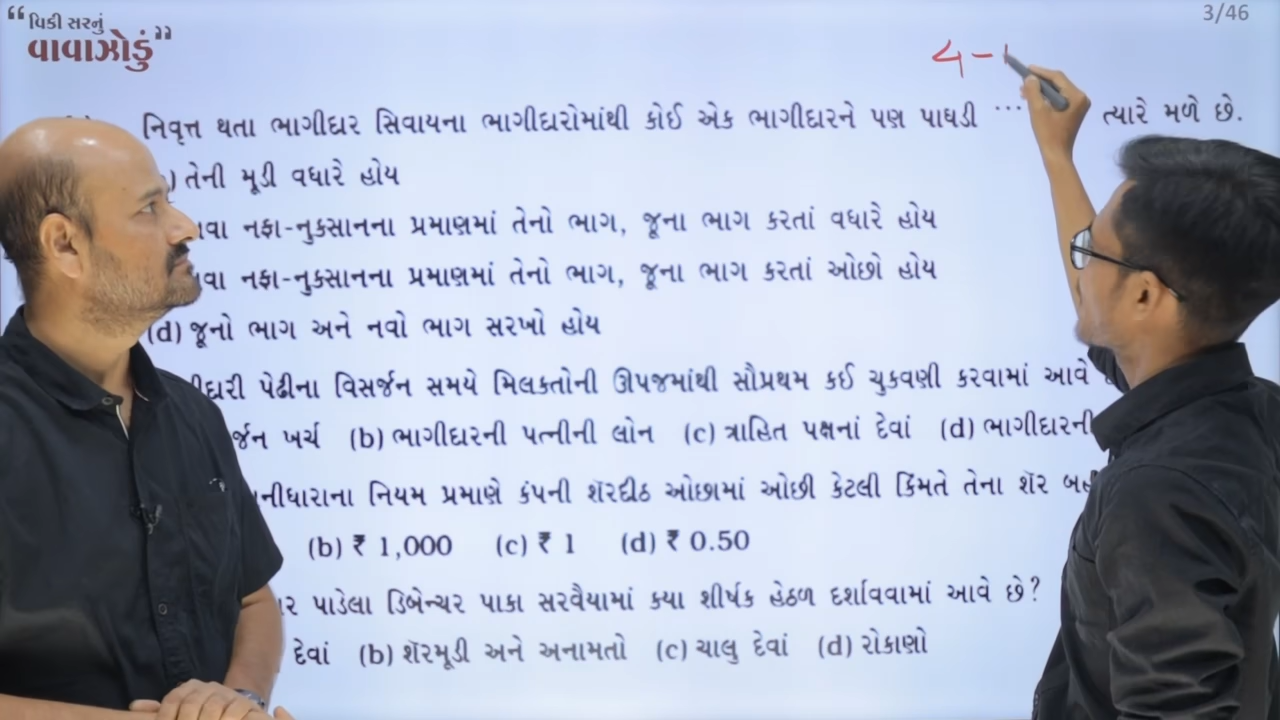 “વિકી સરનું
વાવાઝોડું”
3/46
4 -
નિવૃત્ત થતા ભાગીદાર સિવાયના ભાગીદારોમાંથી કોઈ એક ભાગીદારને પણ પાઘડી ... ત્યારે મળે છે.
) તેની મૂડી વધારે હોય
નફા-નુકસાનના પ્રમાણમાં તેનો ભાગ, જૂના ભાગ કરતાં વધારે હોય
નફા-નુકસાનના પ્રમાણમાં તેનો ભાગ, જૂના ભાગ કરતાં ઓછો હોય
(d) જૂનો ભાગ અને નવો ભાગ સરખો હોય
પેઢીના વિસર્જન સમયે મિલકતોની ઊપજમાંથી સૌપ્રથમ કઈ ચુકવણી કરવામાં આવે
ખર્ચ (b) ભાગીદારની પત્નીની લોન (c) ત્રાહિત પક્ષનાં દેવાં (d) ભાગીદારની
નિયમ પ્રમાણે કંપની શૅરદીઠ ઓછામાં ઓછી કેટલી કિંમતે તેના શૅર
(b) ₹ 1,000 (c) ₹ 1 (d) ₹ 0.50
પાડેલા ડિબેન્ચર પાકા સરવૈયામાં કયા શીર્ષક હેઠળ દર્શાવવામાં આવે છે?
દેવાં (b) શૅરમૂડી અને અનામતો (c) ચાલુ દેવાં (d) રોકાણો